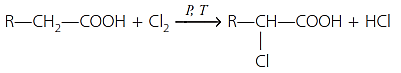 R—CH₂—COOH + Cl₂ P, T → R—CH—COOH + HCl
|
Cl